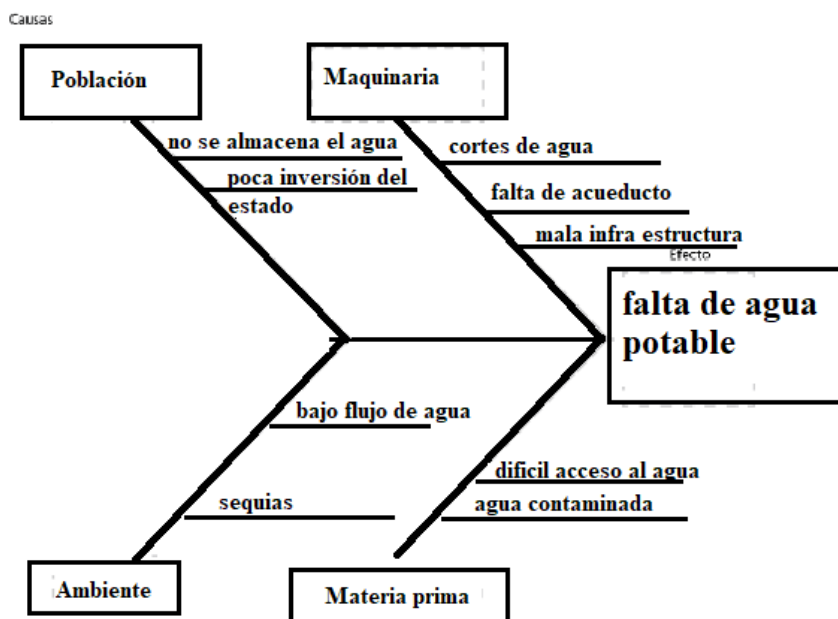 Causas
Población
Maquinaria
no se almacena el agua
poca inversión del
estado
cortes de agua
falta de acueducto
mala infra estructura
Efecto
falta de agua
potable
bajo flujo de agua
sequias
dificil acceso al agua
agua contaminada
Ambiente
Materia prima